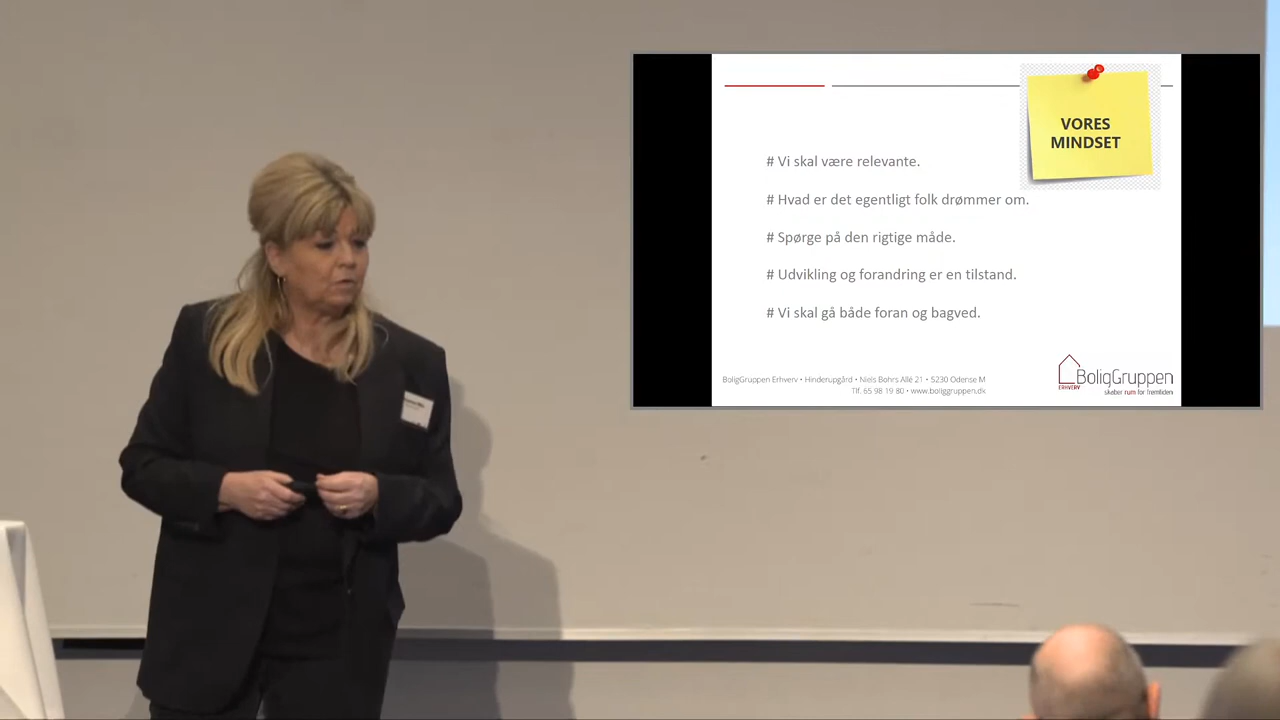 VORES
MINDSET
# Vi skal være relevante.
# Hvad er det egentligt folk drømmer om.
# Spørge på den rigtige måde.
# Udvikling og forandring er en tilstand.
# Vi skal gå både foran og bagved.
BoligGruppen Erhverv • Hinderupgård • Niels Bohrs Allé 21 • 5230 Odense M
Tlf. 65 98 19 80 • www.boliggruppen.dk
BoligGruppen
ERHVERV
skaber rum for fremtiden